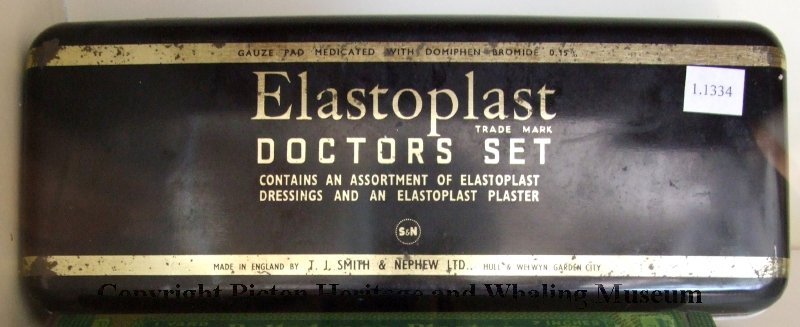 GAUZE PAD MEDICATED WITH DOMIPHEN BROMIDE 0.15%
Elastoplast
TRADE MARK
1.1334
DOCTORS SET
CONTAINS AN ASSORTMENT OF ELASTOPLAST
DRESSINGS AND AN ELASTOPLAST PLASTER
S&N
MADE IN ENGLAND BY T. J. SMITH & NEPHEW LTD., HULL & WELWYN GARDEN CITY
Copyright Picton Heritage and Whaling Museum